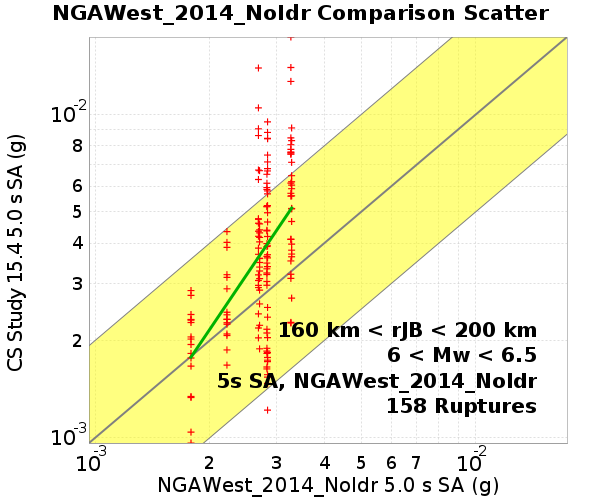 NGAWest_2014_NoIdr Comparison Scatter
CS Study 15.4 5.0 s SA (g)
10-2
8
6
5
4
3
2
10-3
160 km < rJB < 200 km
6 < Mw < 6.5
5s SA, NGAWest_2014_NoIdr
158 Ruptures
10-3 2 3 4 5 6 7 10-2
NGAWest_2014_NoIdr 5.0 s SA (g)